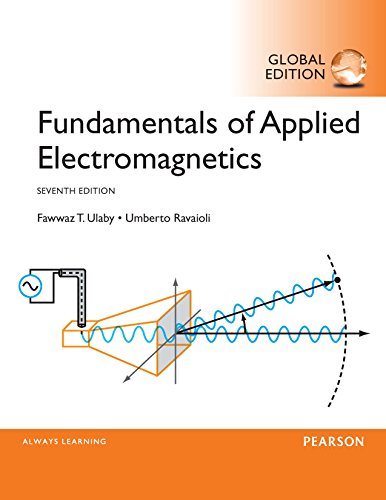 GLOBAL
EDITION
Fundamentals of Applied
Electromagnetics
SEVENTH EDITION
Fawwaz T. Ulaby • Umberto Ravaioli
ALWAYS LEARNING
PEARSON